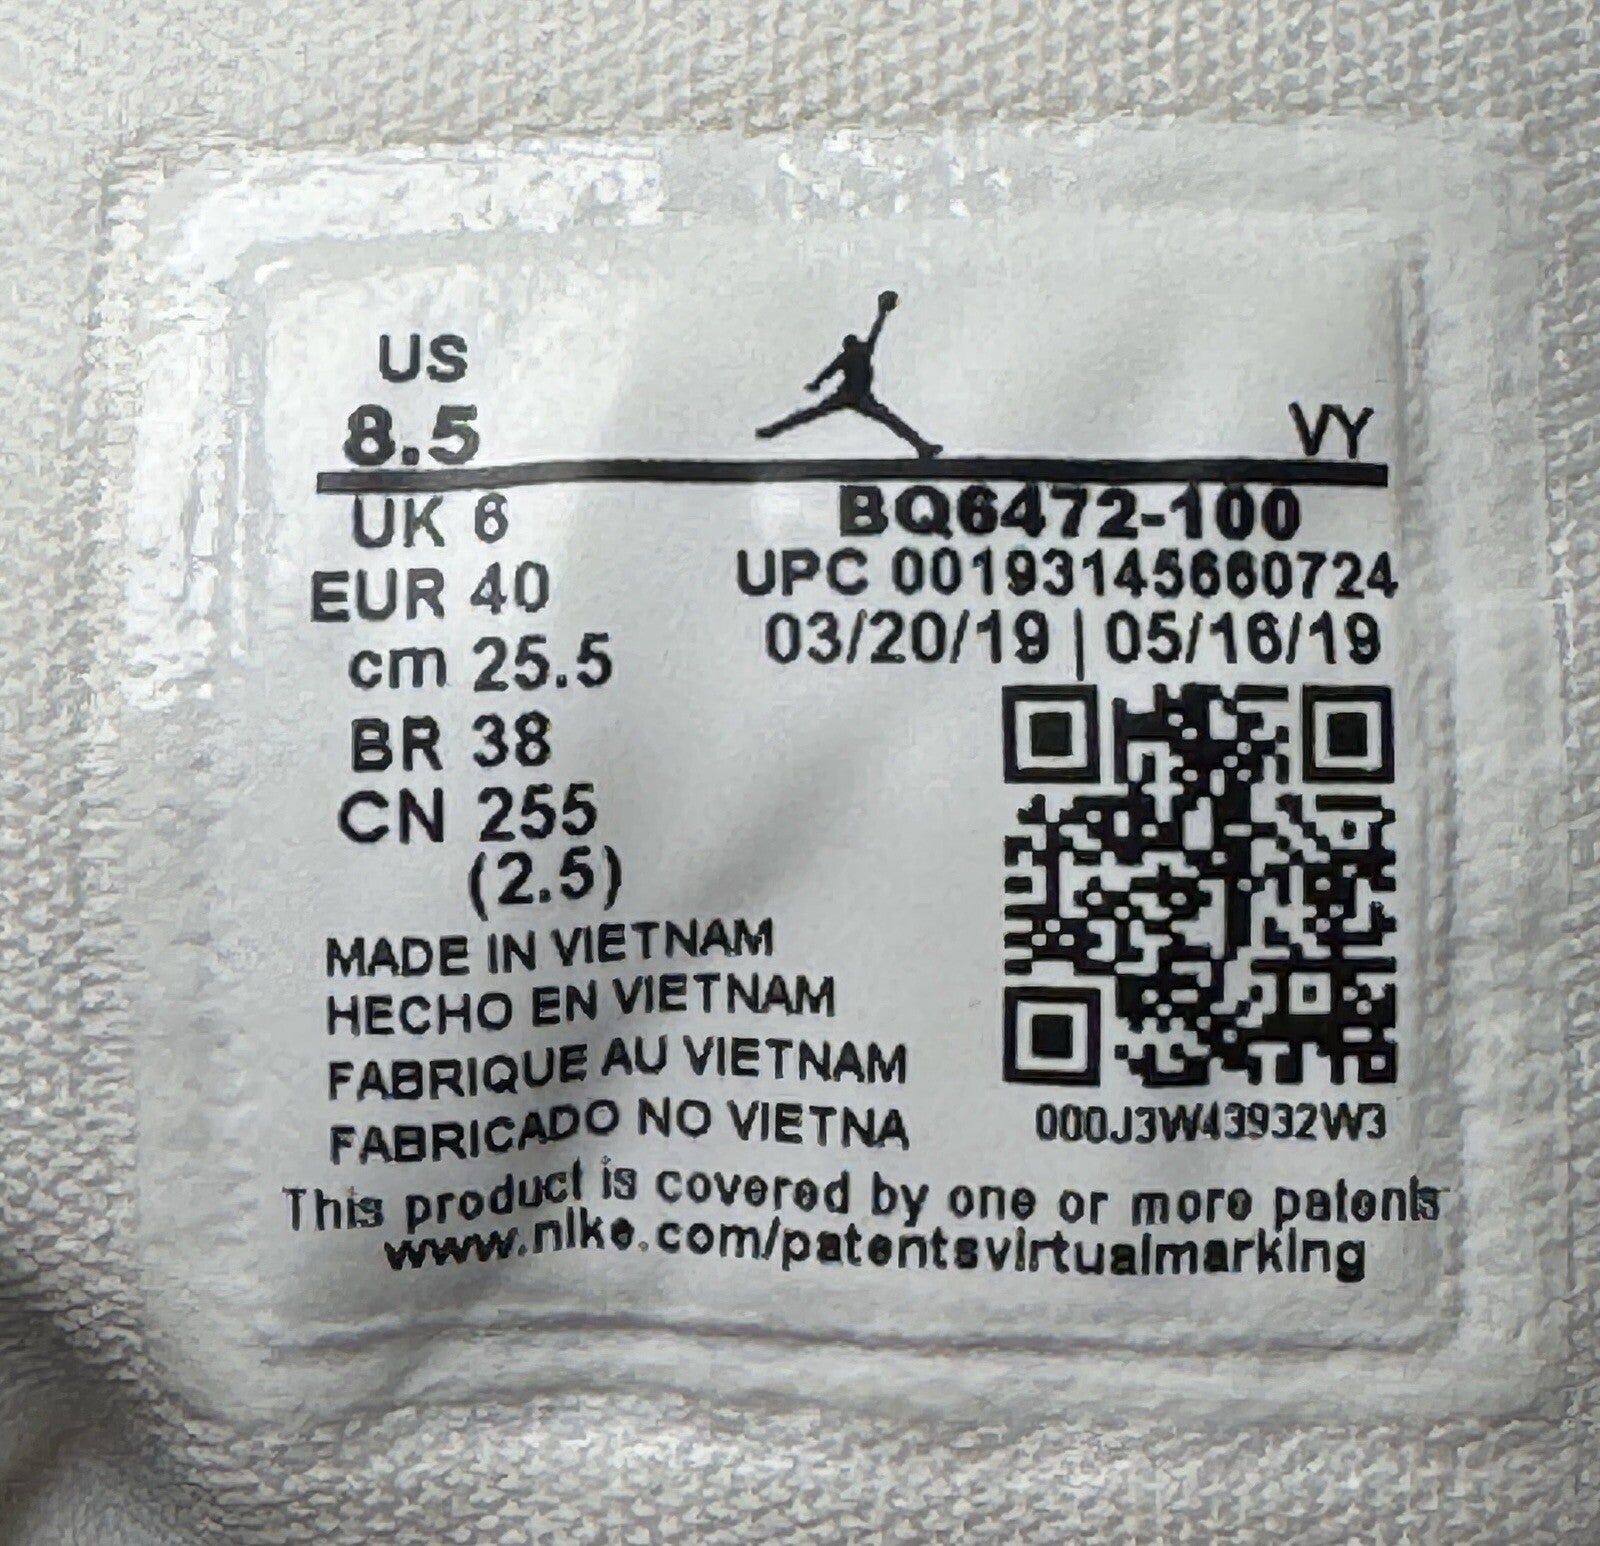 US
8.5
VY
UK 6
BQ6472-100
EUR 40
UPC 00193145660724
cm 25.5
03/20/19 | 05/16/19
BR 38
CN 255
(2.5)
MADE IN VIETNAM
HECHO EN VIETNAM
FABRIQUE AU VIETNAM
FABRICADO NO VIETNA
000J3W43932W3
This product is covered by one or more patents
www.nike.com/patentsvirtualmarking